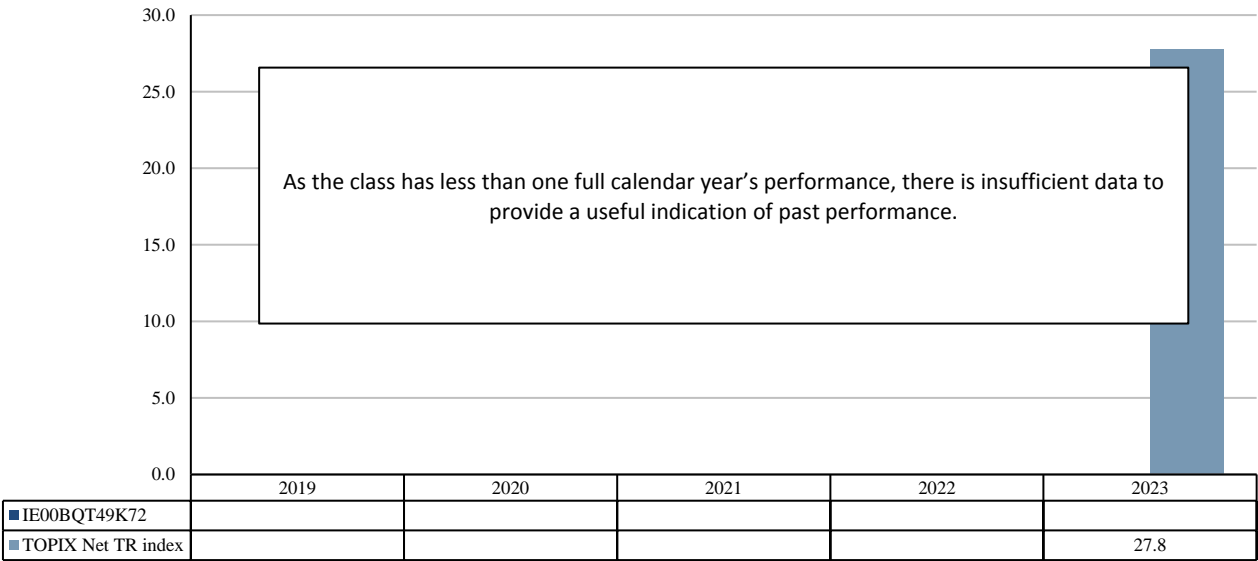 30.0
25.0
20.0
15.0
10.0
5.0
0.0
As the class has less than one full calendar year’s performance, there is insufficient data to
provide a useful indication of past performance.
2019 2020 2021 2022 2023
IE00BQT49K72
TOPIX Net TR index 27.8